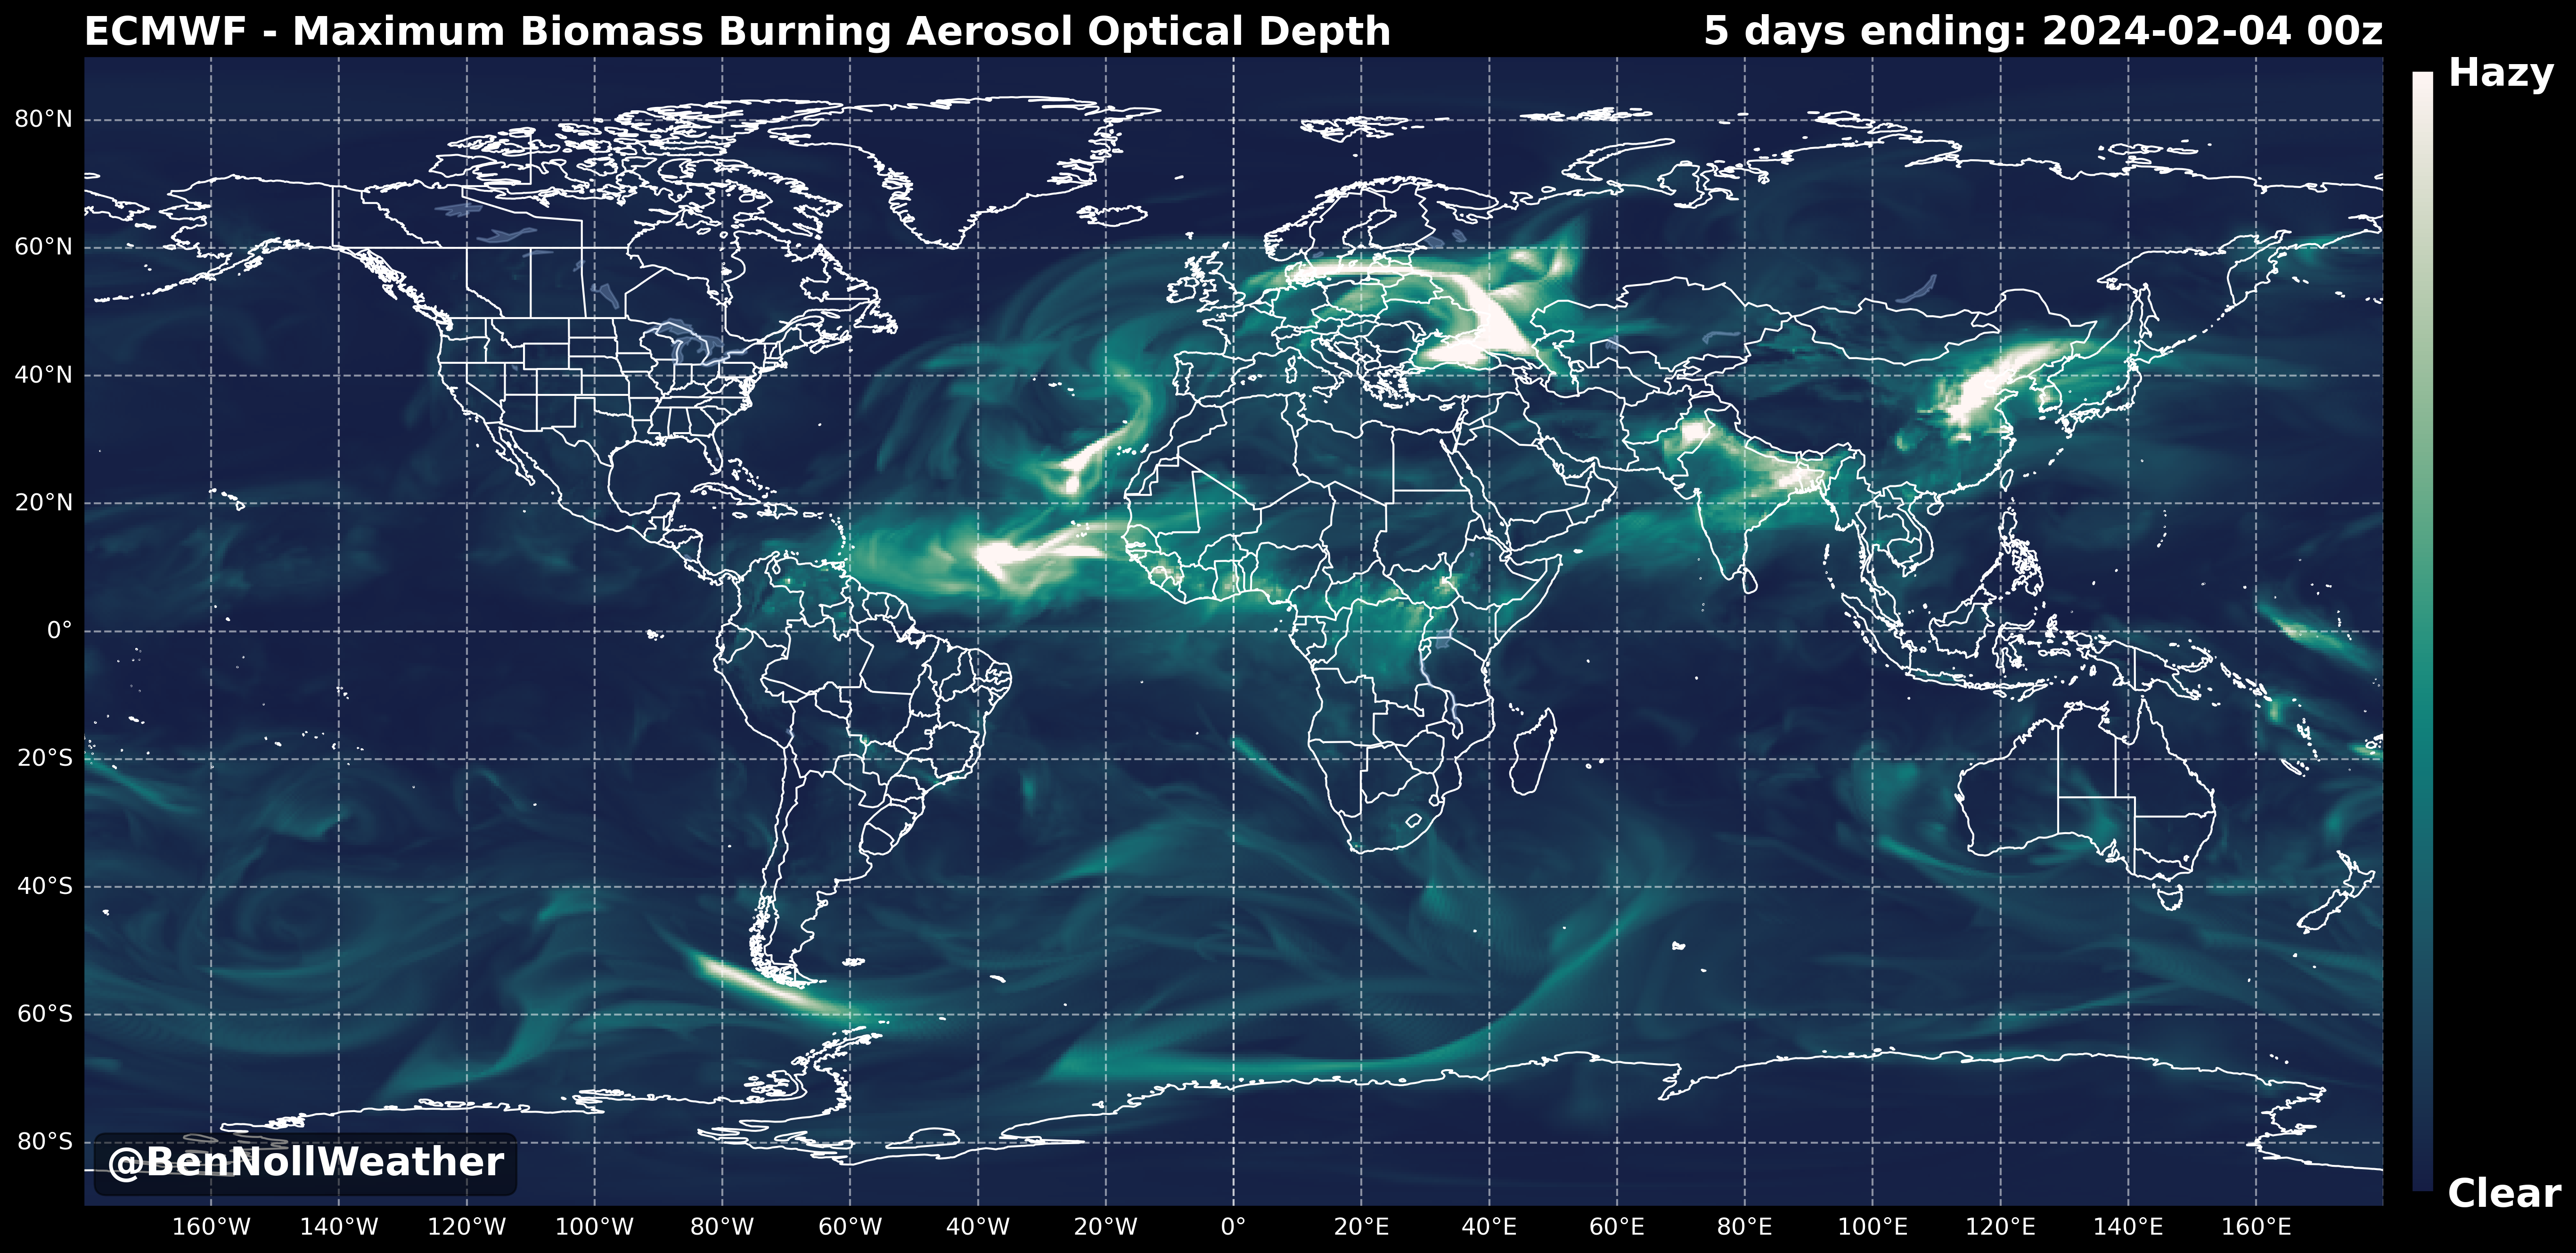 ECMWF - Maximum Biomass Burning Aerosol Optical Depth
5 days ending: 2024-02-04 00z
Hazy
80°N
60°N
40°N
20°N
0°
20°S
40°S
60°S
80°S
@BenNollWeather
Clear
160°W 140°W 120°W 100°W 80°W 60°W 40°W 20°W 0° 20°E 40°E 60°E 80°E 100°E 120°E 140°E 160°E